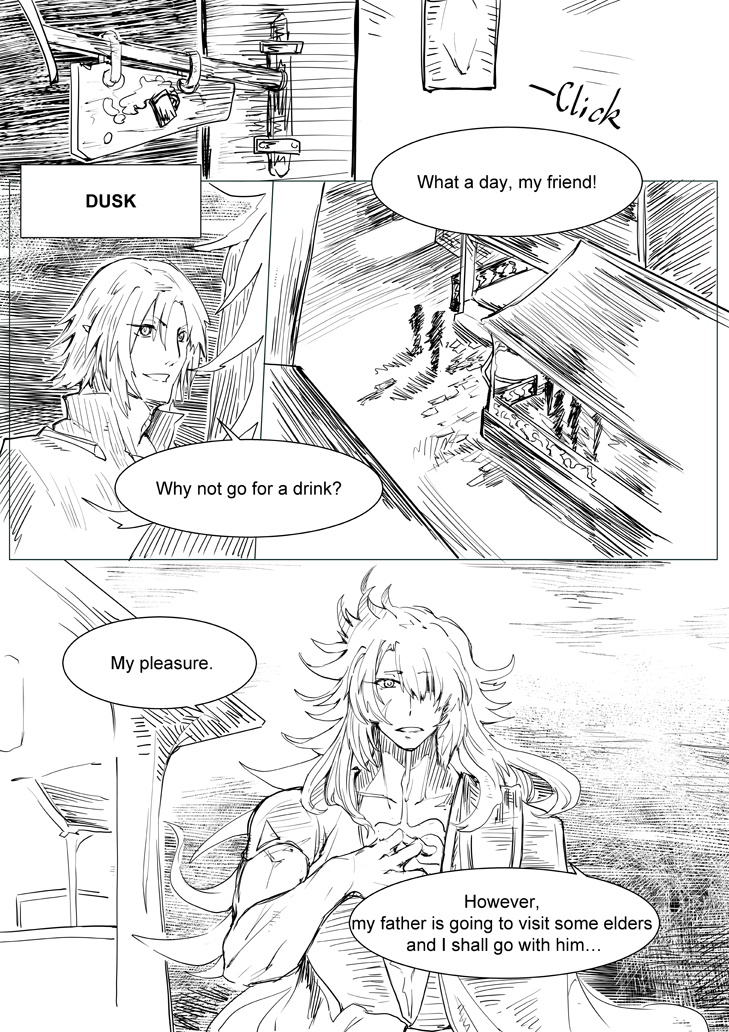 -Click
What a day, my friend!
DUSK
Why not go for a drink?
My pleasure.
However,
my father is going to visit some elders
and I shall go with him...